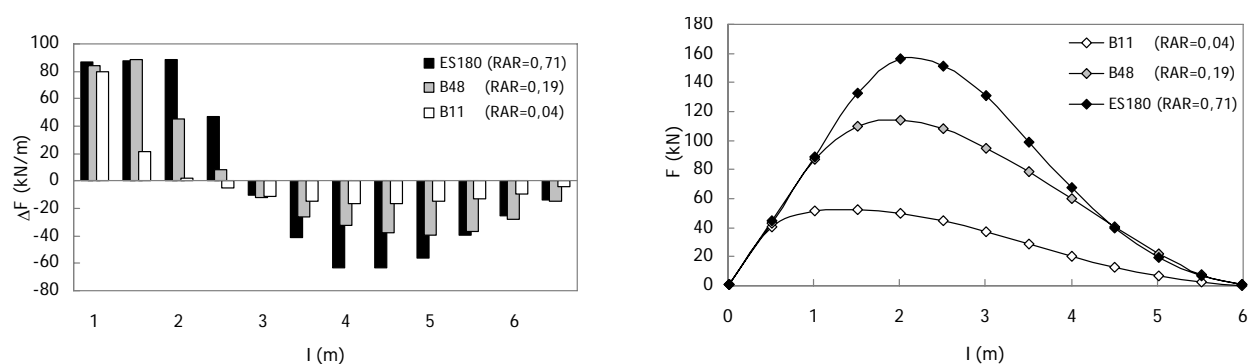 100
80
60
40
20
0
-20
-40
-60
-80
ΔF (kN/m)
ES180 (RAR=0,71)
B48 (RAR=0,19)
B11 (RAR=0,04)
1 2 3 4 5 6
l (m)
180
160
140
120
100
80
60
40
20
0
F (kN)
B11 (RAR=0,04)
B48 (RAR=0,19)
ES180 (RAR=0,71)
0 1 2 3 4 5 6
l (m)